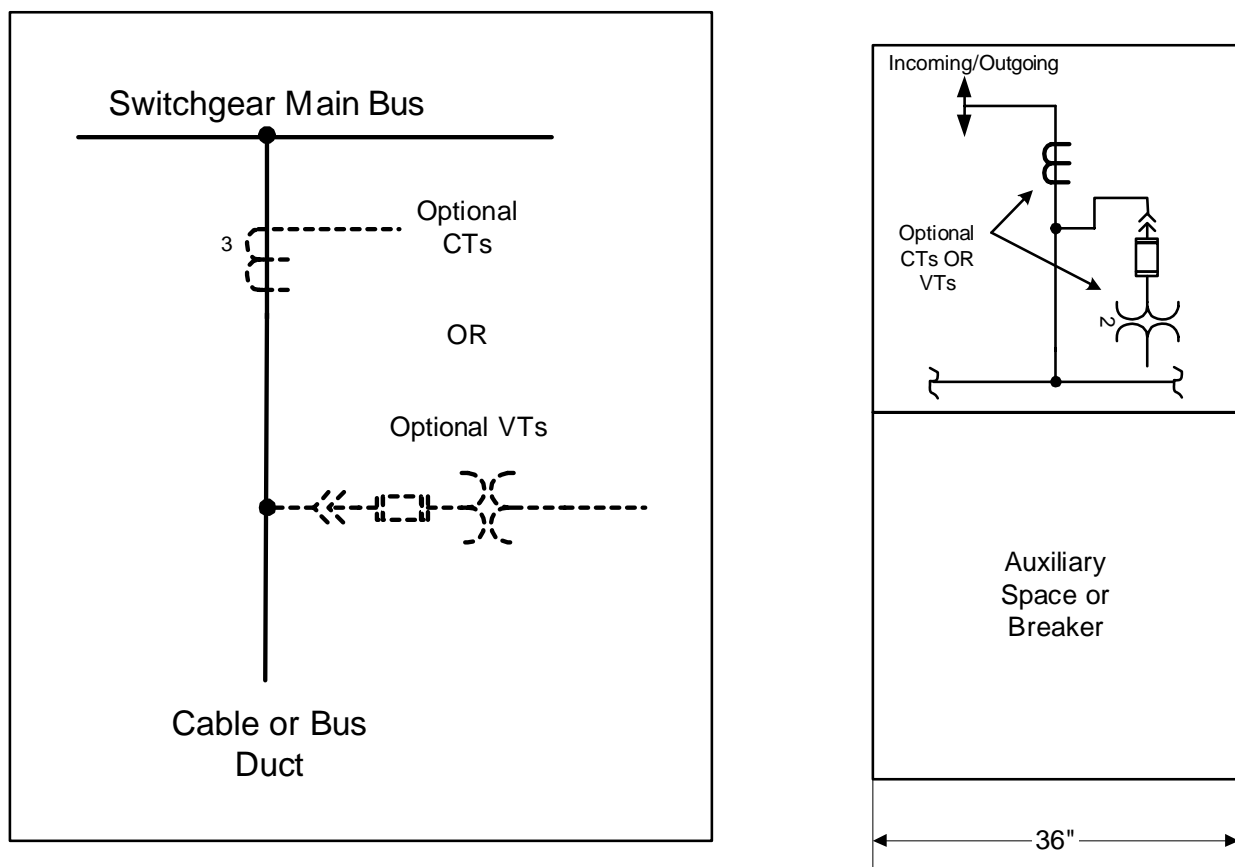 Switchgear Main Bus
3
Optional
CTs
OR
Optional VTs
Cable or Bus
Duct
Incoming/Outgoing
Optional
CTs OR
VTs
2
Auxiliary
Space or
Breaker
36"